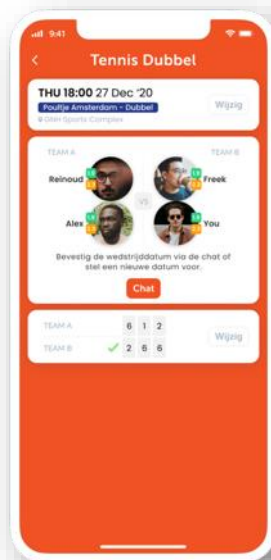 9:41
Tennis Dubbel
THU 18:00 27 Dec '20
Poultje Amsterdam - Dubbel
Wijzig
TEAM A
TEAM B
Reinoud
Freek
VS
Alex
You
Bevestig de wedstrijddatum via de chat of
stel een nieuwe datum voor.
Chat
TEAM A 6 1 2
TEAM B 2 6 6
Wijzig